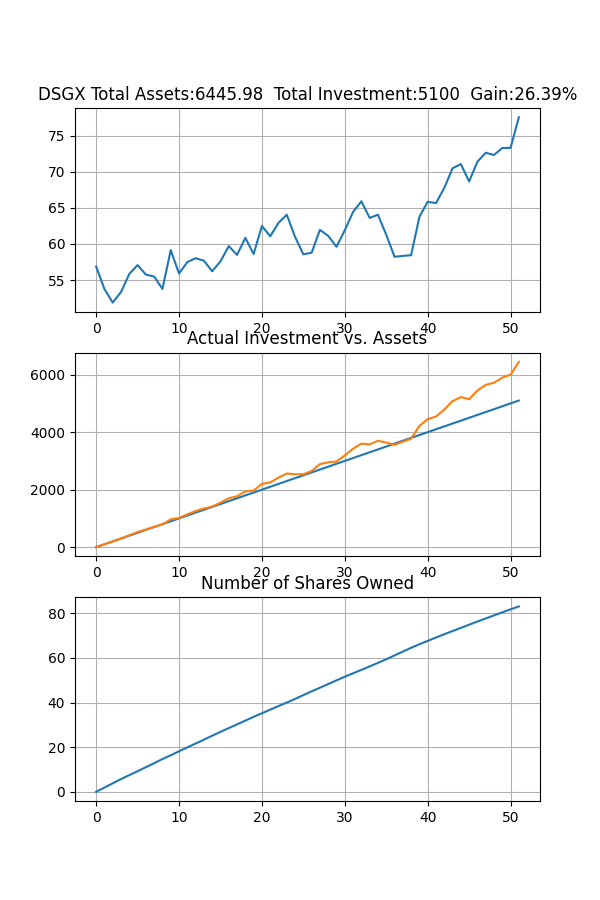 DSGX Total Assets:6445.98  Total Investment:5100  Gain:26.39%
75
70
65
60
55
0 10 20 30 40 50
Actual Investment vs. Assets
6000
4000
2000
0
0 10 20 30 40 50
Number of Shares Owned
80
60
40
20
0
0 10 20 30 40 50